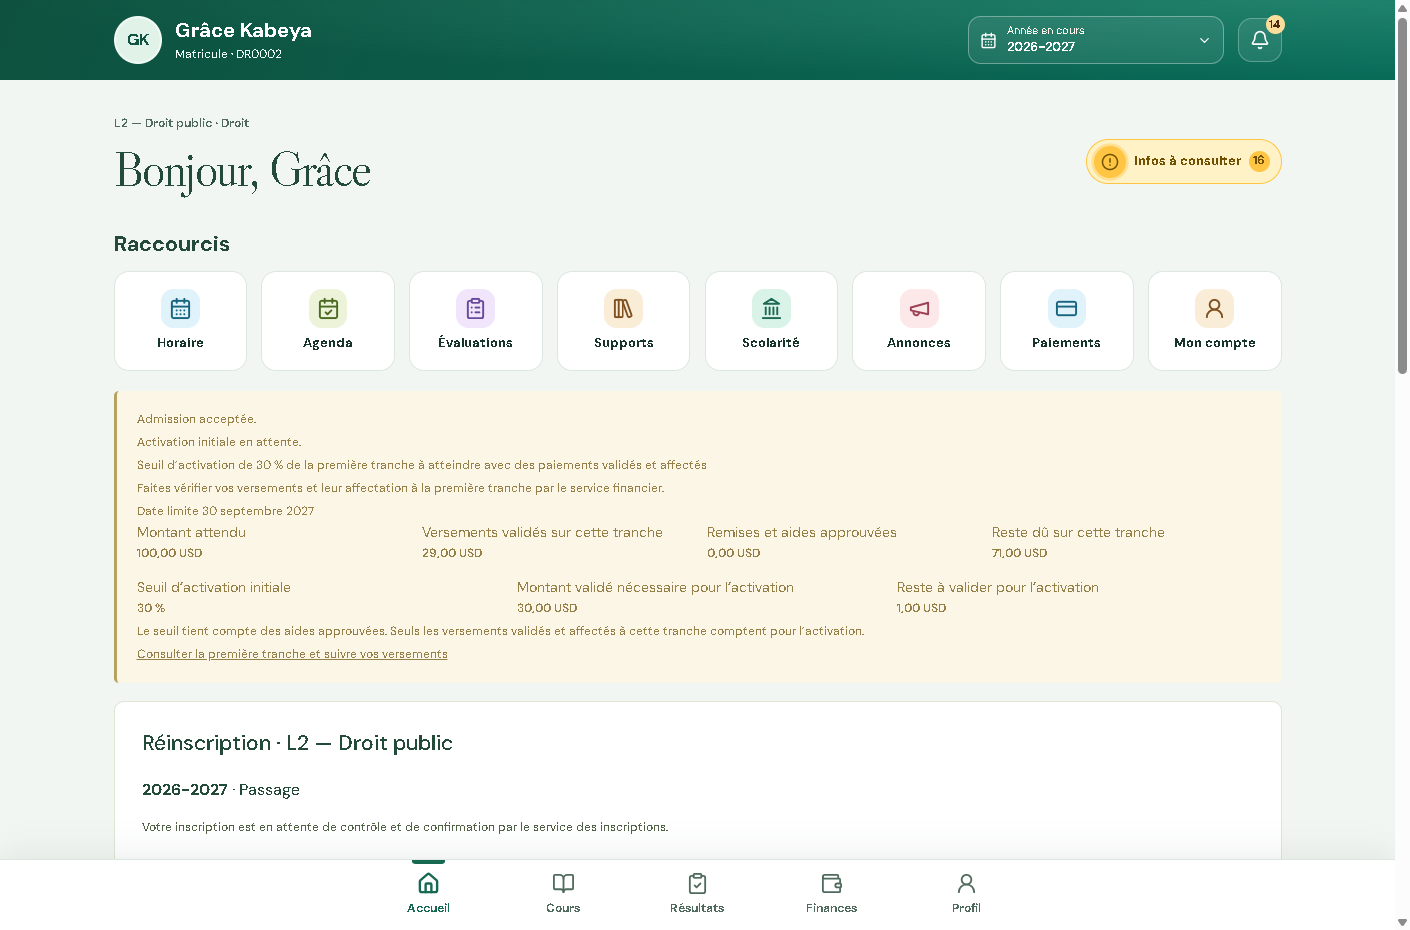 GK
Grâce Kabeya
Matricule · DR0002
Année en cours
2026-2027
14
L2 — Droit public · Droit
Bonjour, Grâce
Infos à consulter 16
Raccourcis
Horaire
Agenda
Évaluations
Supports
Scolarité
Annonces
Paiements
Mon compte
Admission acceptée.
Activation initiale en attente.
Seuil d'activation de 30 % de la première tranche à atteindre avec des paiements validés et affectés
Faites vérifier vos versements et leur affectation à la première tranche par le service financier.
Date limite 30 septembre 2027
Montant attendu
100,00 USD
Versements validés sur cette tranche
29,00 USD
Remises et aides approuvées
0,00 USD
Reste dû sur cette tranche
71,00 USD
Seuil d'activation initiale
30 %
Montant validé nécessaire pour l'activation
30,00 USD
Reste à valider pour l'activation
1,00 USD
Le seuil tient compte des aides approuvées. Seuls les versements validés et affectés à cette tranche comptent pour l'activation.
Consulter la première tranche et suivre vos versements
Réinscription · L2 — Droit public
2026-2027 · Passage
Votre inscription est en attente de contrôle et de confirmation par le service des inscriptions.
Accueil
Cours
Résultats
Finances
Profil